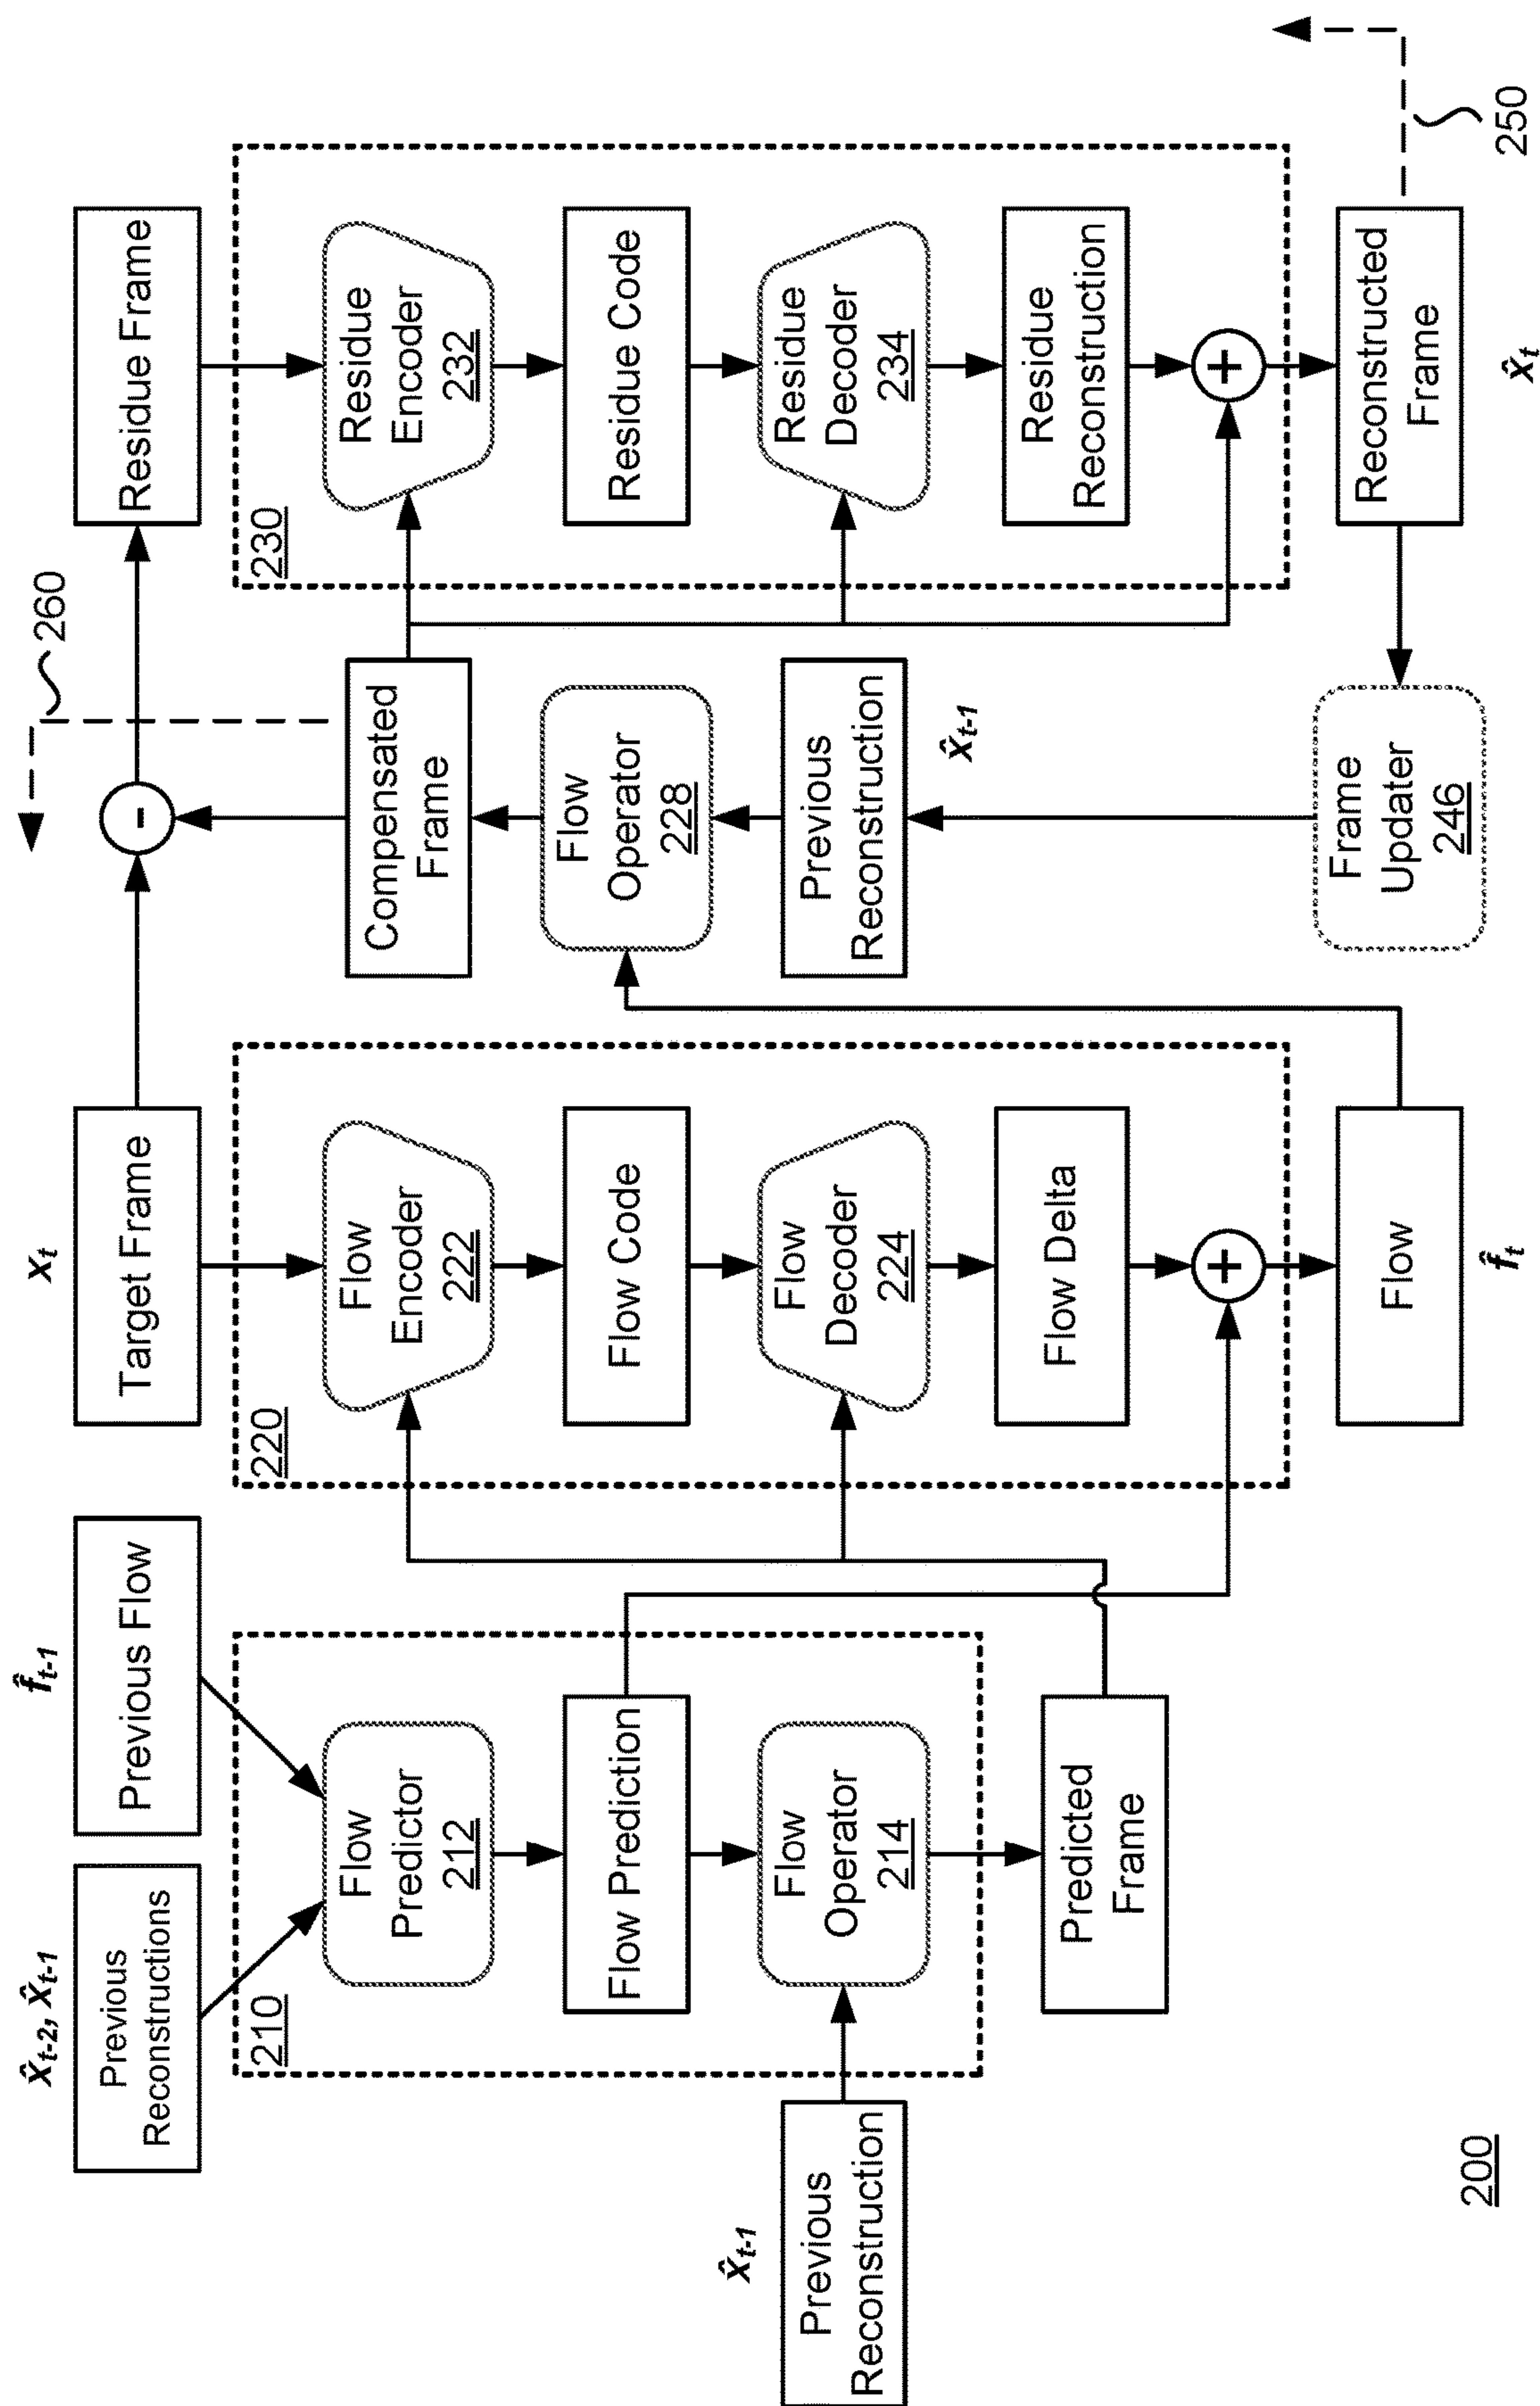 x̂t-2, x̂t-1
Previous
Reconstructions
f̂t-1
Previous Flow
xt
Target Frame
260
Residue Frame
210
Flow
Predictor
212
Flow Prediction
x̂t-1
Previous
Reconstruction
Flow
Operator
214
Predicted
Frame
220
Flow
Encoder
222
Flow Code
Flow
Decoder
224
Flow Delta
+
Flow
f̂t
-
Compensated
Frame
Flow
Operator
228
Previous
Reconstruction
x̂t-1
Frame
Updater
246
230
Residue
Encoder
232
Residue Code
Residue
Decoder
234
Residue
Reconstruction
+
Reconstructed
Frame
x̂t
250
200